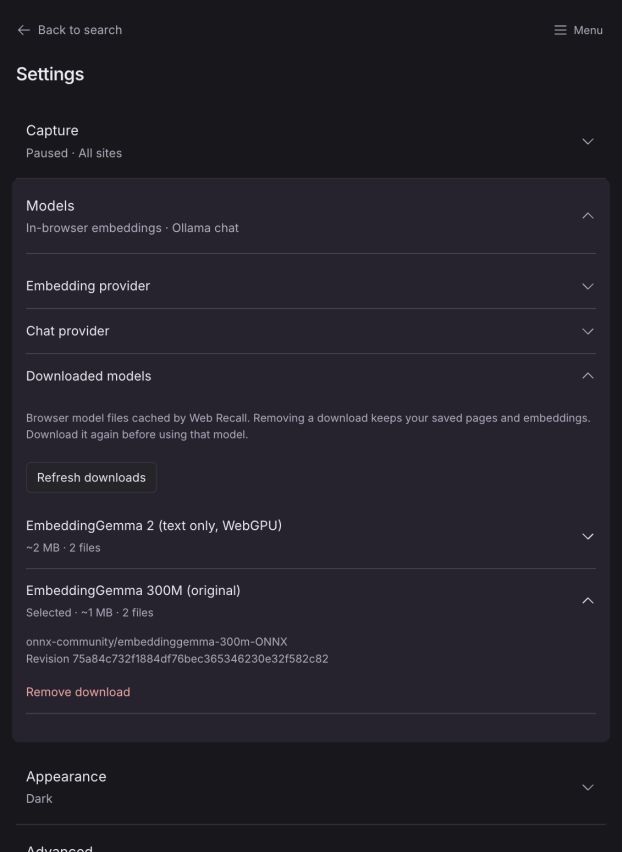 Back to search
Menu
Settings
Capture
Paused · All sites
Models
In-browser embeddings · Ollama chat
Embedding provider
Chat provider
Downloaded models
Browser model files cached by Web Recall. Removing a download keeps your saved pages and embeddings.
Download it again before using that model.
Refresh downloads
EmbeddingGemma 2 (text only, WebGPU)
~2 MB · 2 files
EmbeddingGemma 300M (original)
Selected · ~1 MB · 2 files
onnx-community/embeddinggemma-300m-ONNX
Revision 75a84c732f1884df76bec365346230e32f582c82
Remove download
Appearance
Dark
Advanced